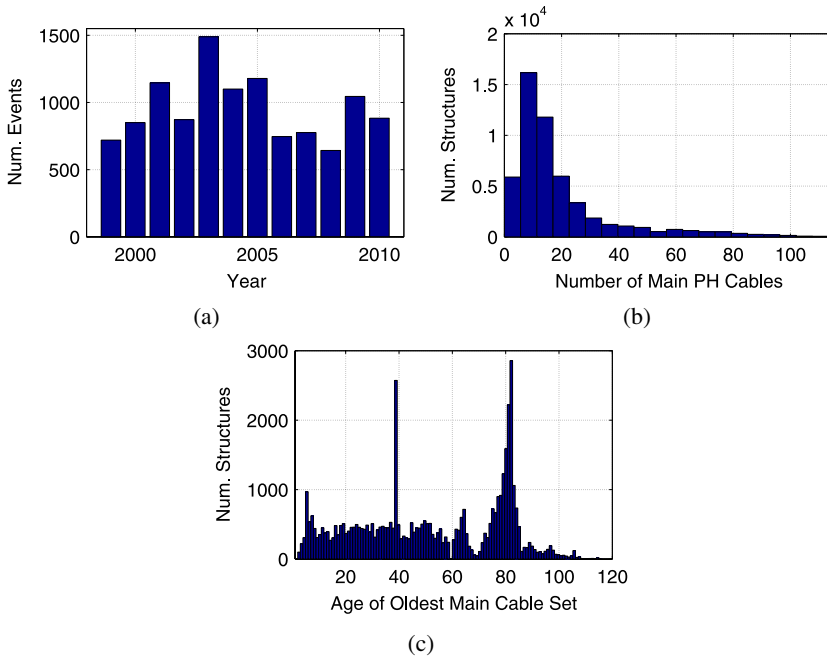 1500
1000
500
0
Num. Events
2000 2005 2010
Year
(a)
x 10^4
2
1.5
1
0.5
0
Num. Structures
0 20 40 60 80 100
Number of Main PH Cables
(b)
3000
2000
1000
0
Num. Structures
20 40 60 80 100 120
Age of Oldest Main Cable Set
(c)